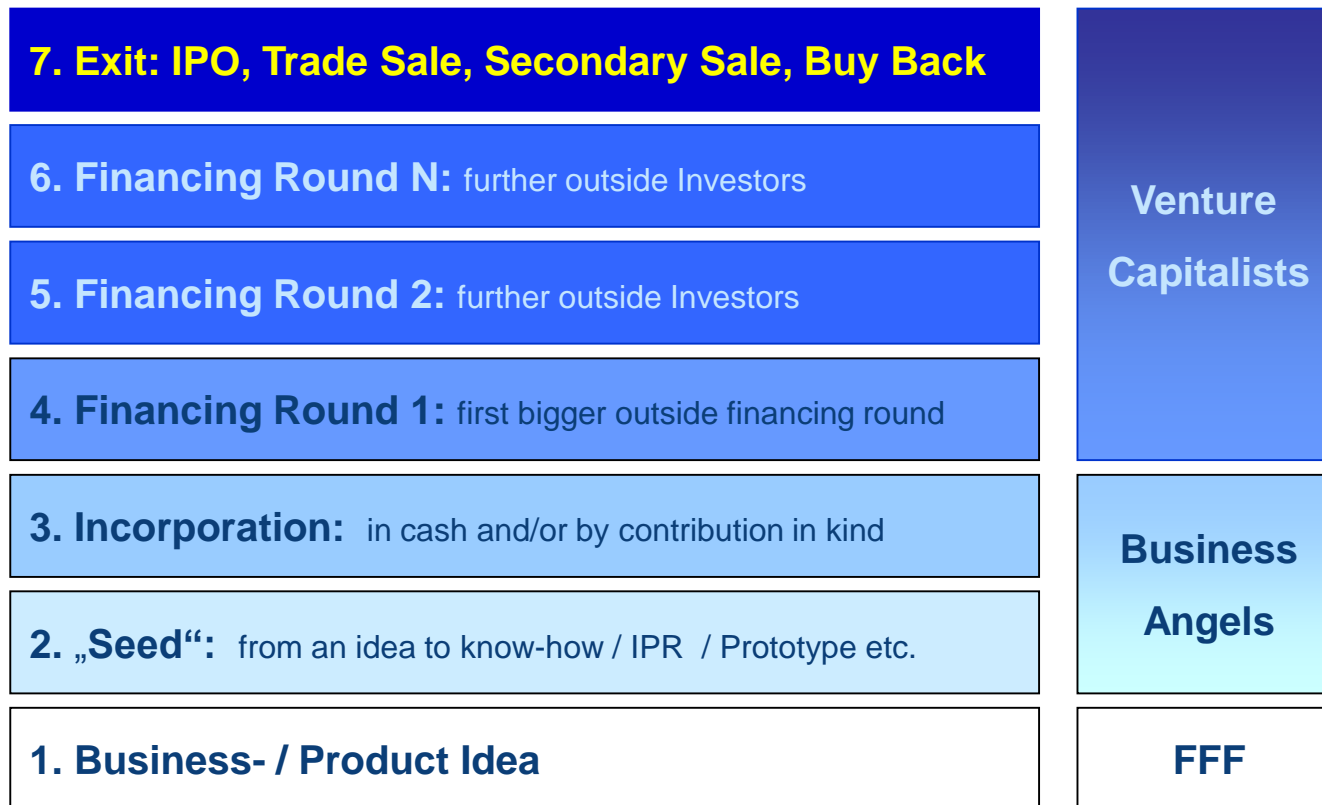 7. Exit: IPO, Trade Sale, Secondary Sale, Buy Back
6. Financing Round N: further outside Investors
5. Financing Round 2: further outside Investors
4. Financing Round 1: first bigger outside financing round
3. Incorporation: in cash and/or by contribution in kind
2. „Seed“: from an idea to know-how / IPR / Prototype etc.
1. Business- / Product Idea
Venture
Capitalists
Business
Angels
FFF